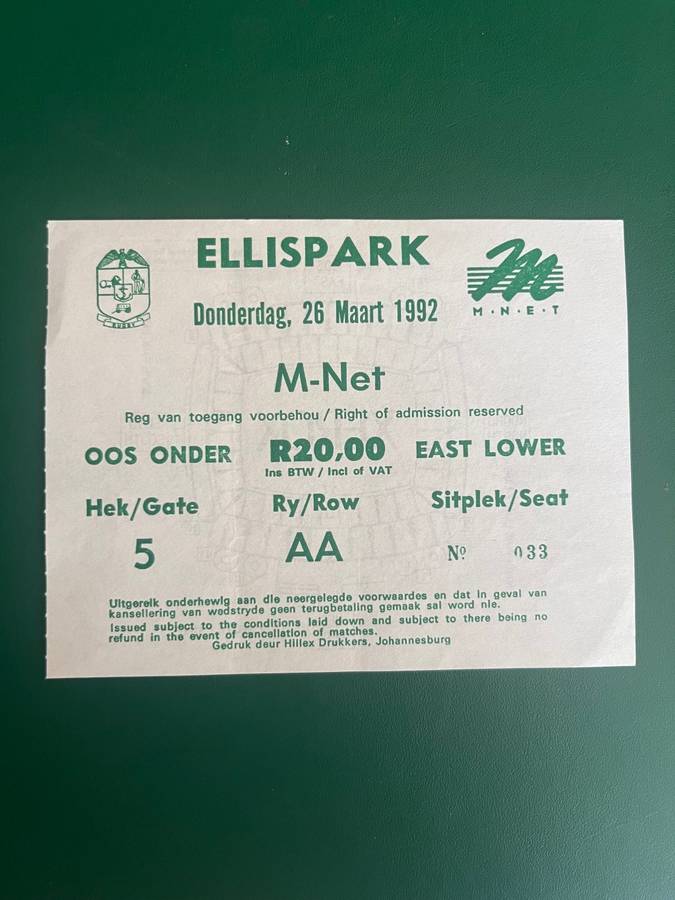 ELLISPARK
Donderdag, 26 Maart 1992
M·N·E·T
RUGBY
M-Net
Reg van toegang voorbehou / Right of admission reserved
OOS ONDER R20,00 EAST LOWER
Ins BTW / Incl of VAT
Hek/Gate Ry/Row Sitplek/Seat
5 AA Nº 033
Uitgereik onderhewig aan die neergelegde voorwaardes en dat in geval van
kansellering van wedstryde geen terugbetaling gemaak sal word nie.
Issued subject to the conditions laid down and subject to there being no
refund in the event of cancellation of matches.
Gedruk deur Hillex Drukkers, Johannesburg